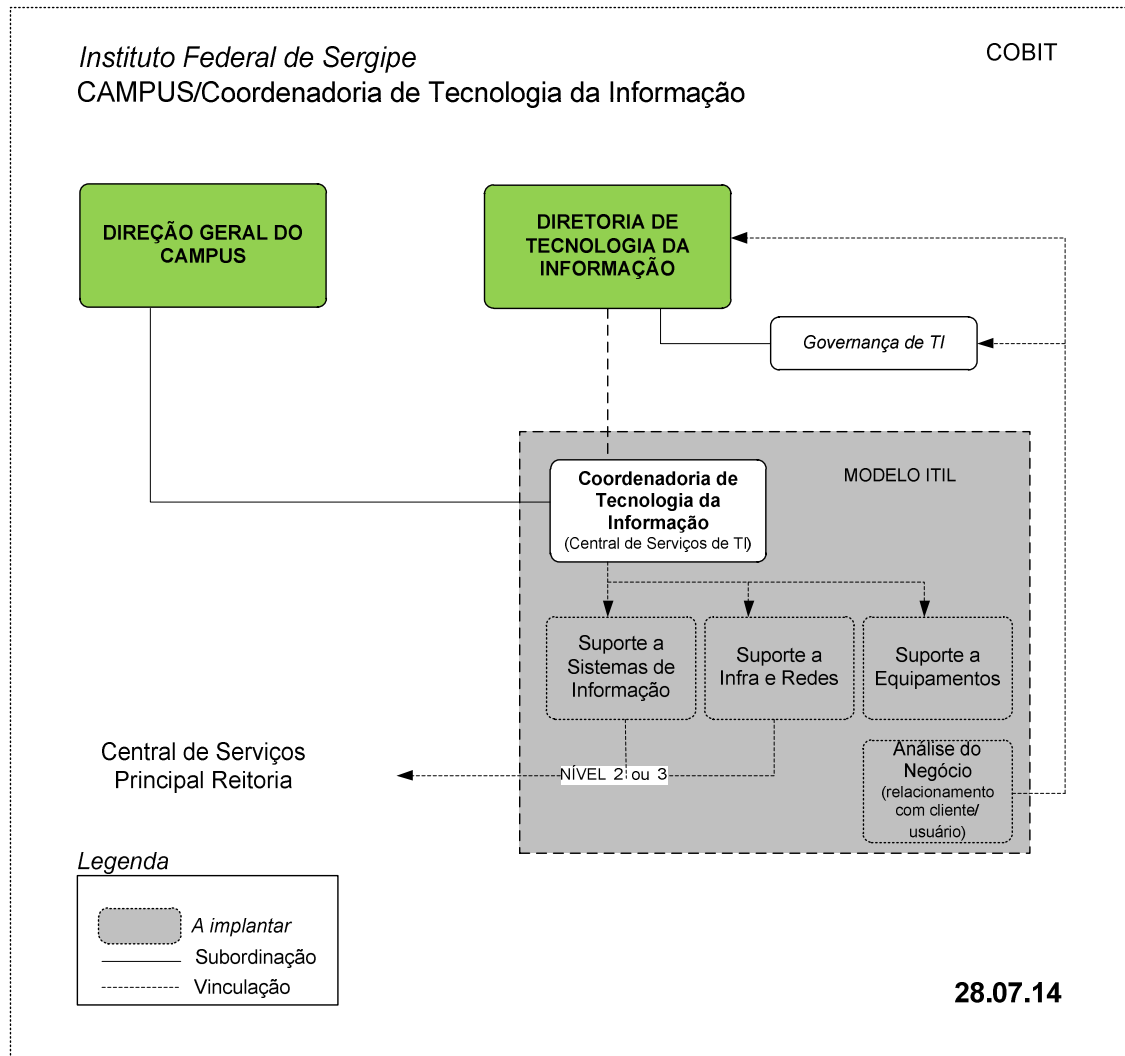 Instituto Federal de Sergipe
COBIT
CAMPUS/Coordenadoria de Tecnologia da Informação
DIREÇÃO GERAL DO
CAMPUS
DIRETORIA DE
TECNOLOGIA DA
INFORMAÇÃO
Governança de TI
MODELO ITIL
Coordenadoria de
Tecnologia da
Informação
(Central de Serviços de TI)
Suporte a
Sistemas de
Informação
Suporte a
Infra e Redes
Suporte a
Equipamentos
Análise do
Negócio
(relacionamento
com cliente/
usuário)
NÍVEL 2 ou 3
Central de Serviços
Principal Reitoria
Legenda
A implantar
Subordinação
Vinculação
28.07.14